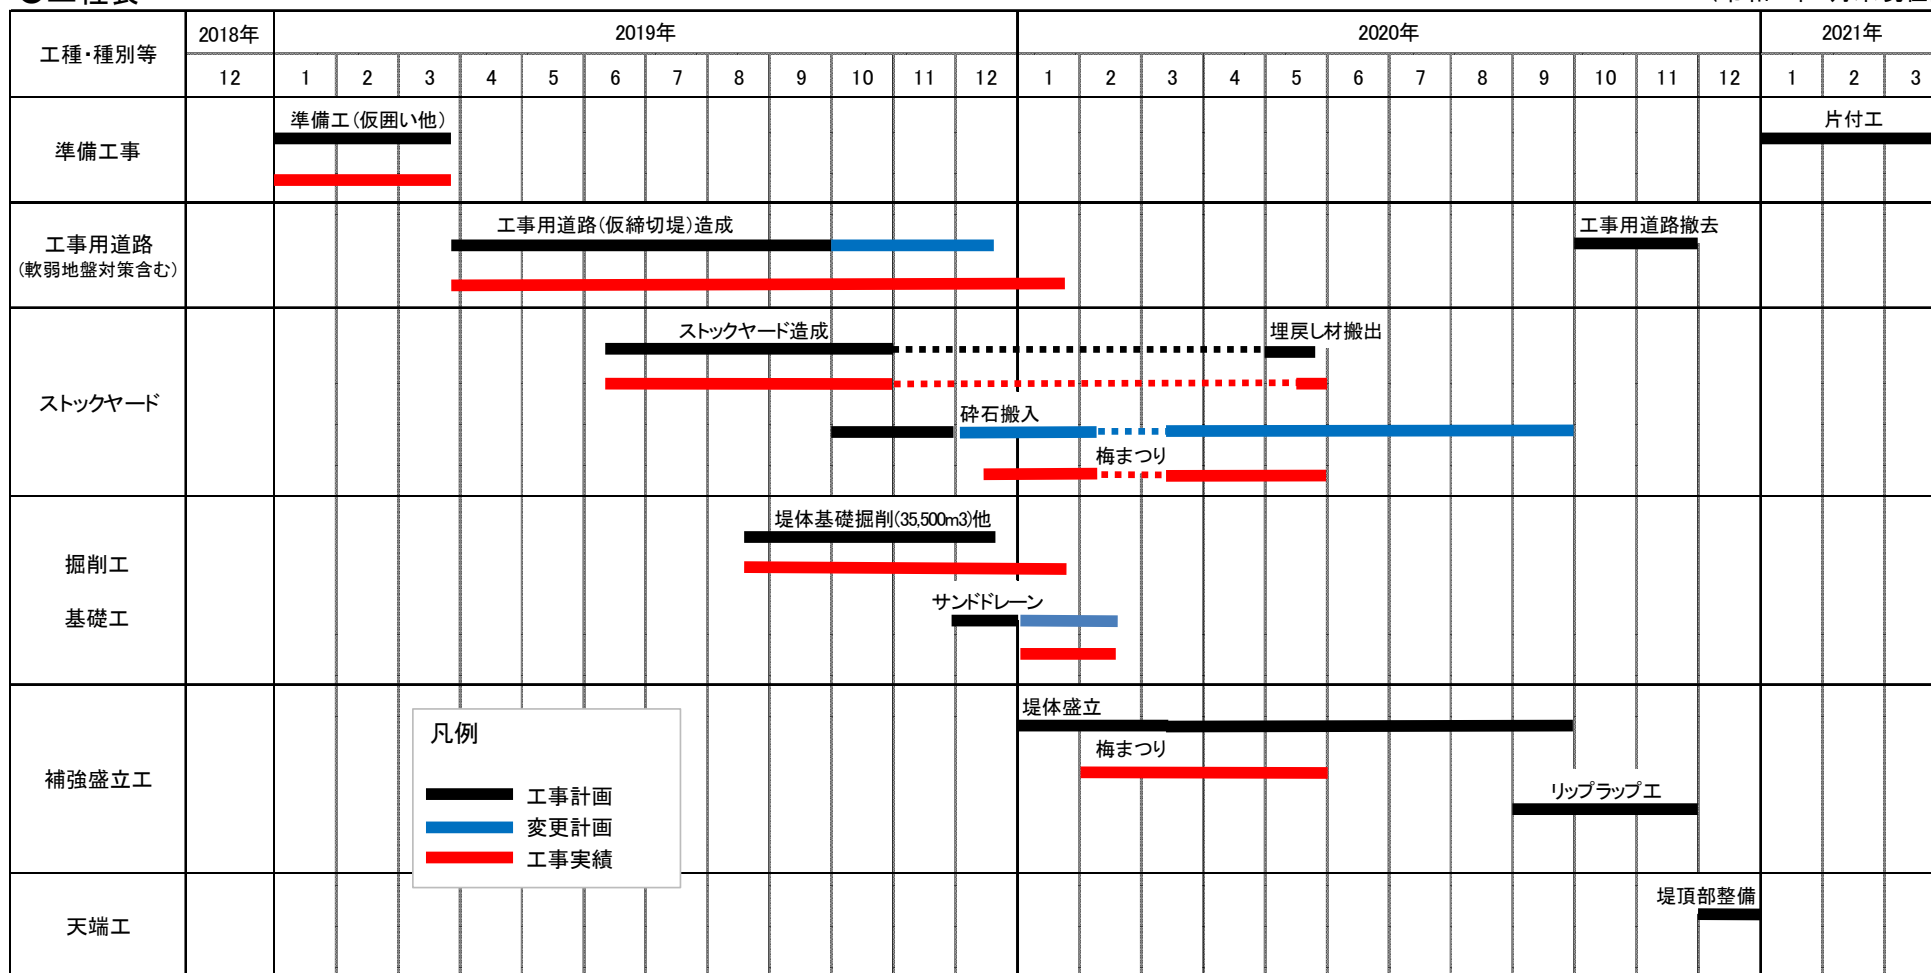 工種・種別等 2018年 2019年 2020年 2021年
12 1 2 3 4 5 6 7 8 9 10 11 12 1 2 3 4 5 6 7 8 9 10 11 12 1 2 3
準備工事
準備工(仮囲い他)
片付工
工事用道路
(軟弱地盤対策含む)
工事用道路(仮締切堤)造成
工事用道路撤去
ストックヤード
ストックヤード造成
埋戻し材搬出
砕石搬入
梅まつり
掘削工
堤体基礎掘削(35,500m3)他
基礎工
サンドドレーン
補強盛立工
堤体盛立
梅まつり
リップラップ工
凡例
工事計画
変更計画
工事実績
天端工
堤頂部整備